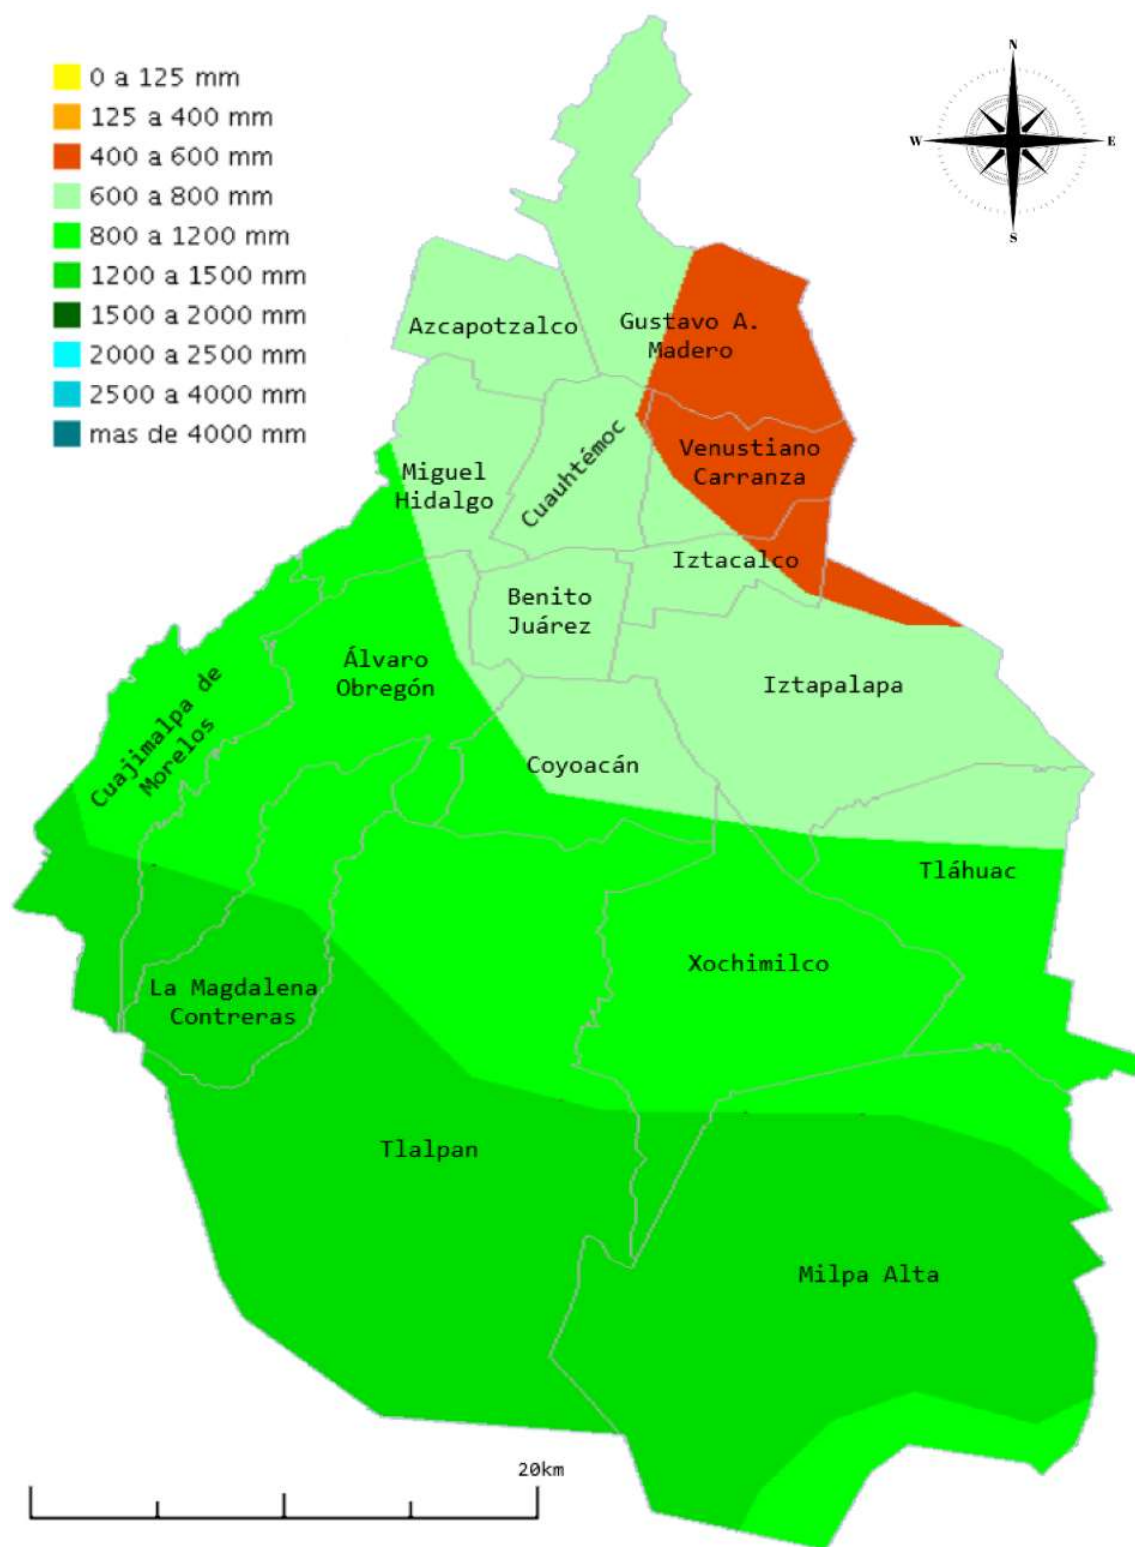 0 a 125 mm
125 a 400 mm
400 a 600 mm
600 a 800 mm
800 a 1200 mm
1200 a 1500 mm
1500 a 2000 mm
2000 a 2500 mm
2500 a 4000 mm
mas de 4000 mm
N
W
E
S
Azcapotzalco
Gustavo A.
Madero
Miguel
Hidalgo
Cuauhtémoc
Venustiano
Carranza
Iztacalco
Benito
Juárez
Álvaro
Obregón
Iztapalapa
Cuajimalpa de
Morelos
Coyoacán
Tláhuac
Xochimilco
La Magdalena
Contreras
Tlalpan
Milpa Alta
20km